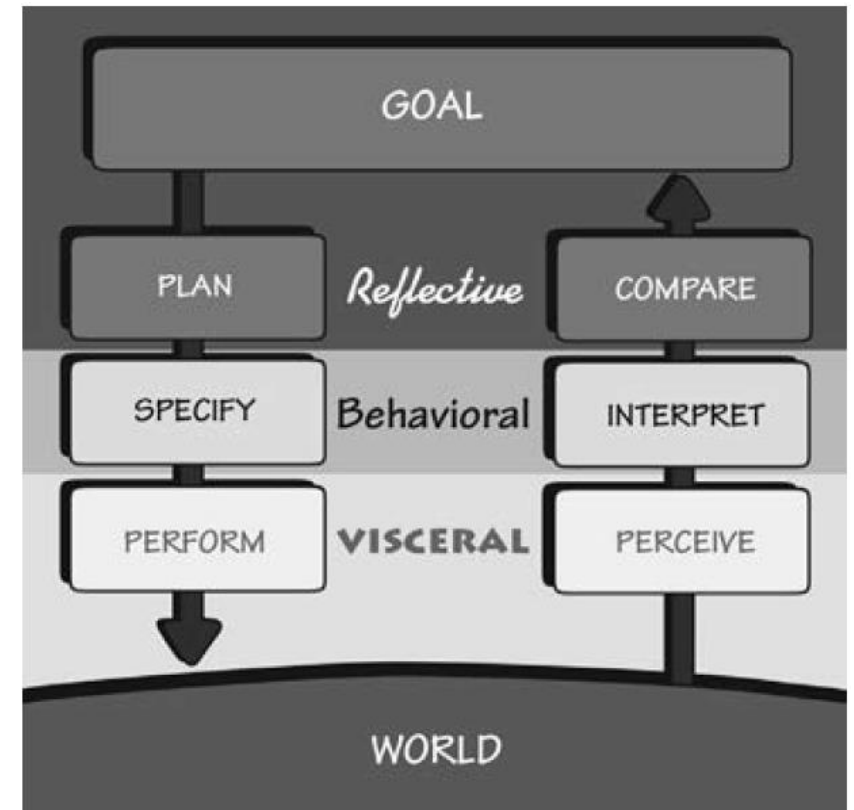 GOAL
PLAN
Reflective
COMPARE
SPECIFY
Behavioral
INTERPRET
PERFORM
VISCERAL
PERCEIVE
WORLD